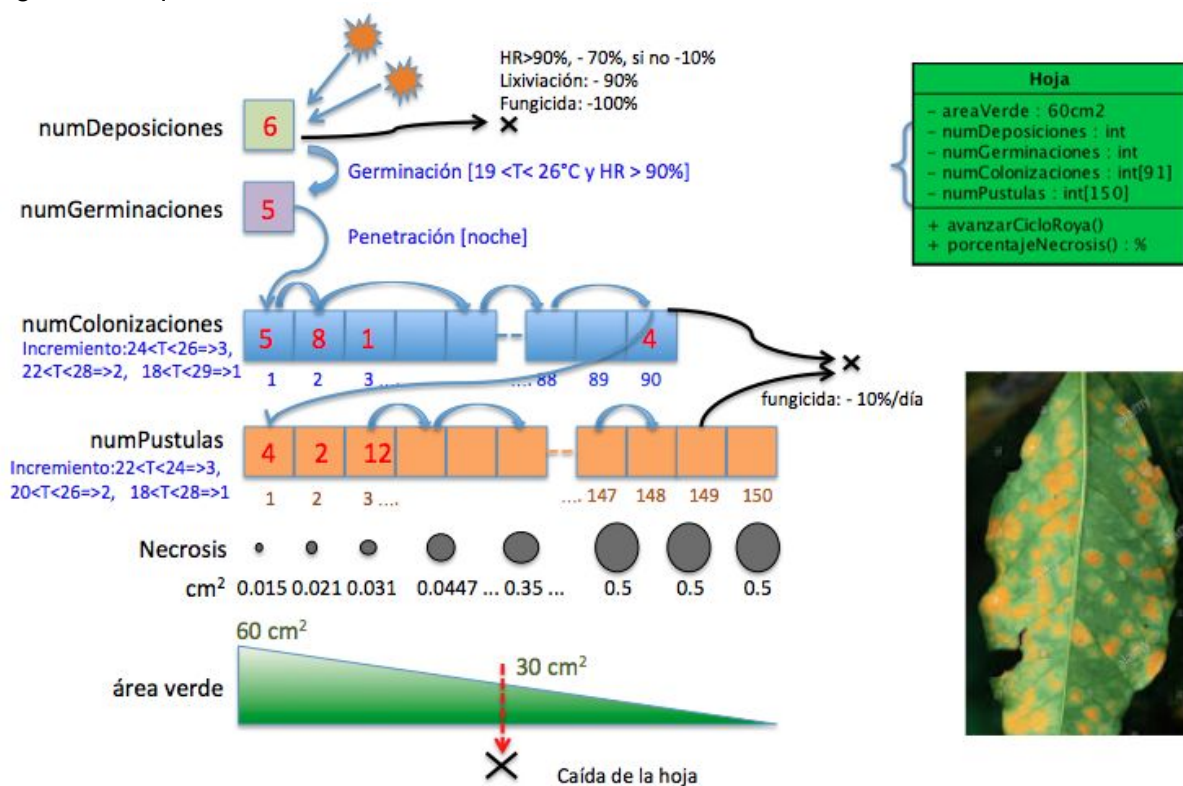 HR>90%, - 70%, si no -10%
Lixiviación: - 90%
Fungicida: -100%
numDeposiciones
6
Germinación [19 <T< 26°C y HR > 90%]
numGerminaciones
5
Penetración [noche]
Hoja
- areaVerde : 60cm2
- numDeposiciones : int
- numGerminaciones : int
- numColonizaciones : int[91]
- numPustulas : int[150]
+ avanzarCicloRoya()
+ porcentajeNecrosis() : %
numColonizaciones
Incremento:24<T<26=>3,
22<T<28=>2, 18<T<29=>1
5 8 1 4
1 2 3 .... .... 88 89 90
fungicida: - 10%/día
numPustulas
Incremento:22<T<24=>3,
20<T<26=>2, 18<T<28=>1
4 2 12
1 2 3 .... .... 147 148 149 150
Necrosis
cm2 0.015 0.021 0.031 0.0447 ... 0.35 ... 0.5 0.5 0.5
60 cm2
30 cm2
área verde
Caída de la hoja
alamy